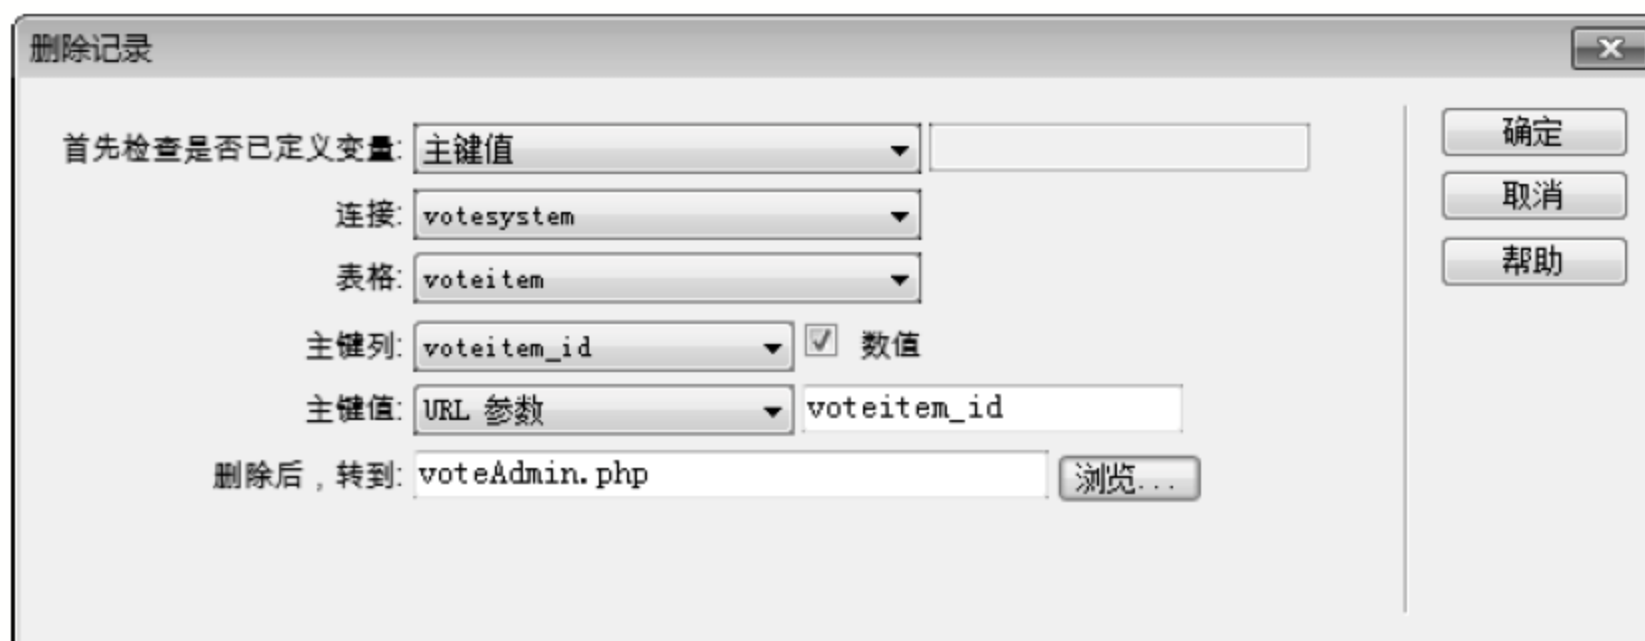 删除记录
首先检查是否已定义变量: 主键值 确定
连接: votesystem 取消
表格: voteitem 帮助
主键列: voteitem_id 数值
主键值: URL 参数 voteitem_id
删除后，转到: voteAdmin.php 浏览...